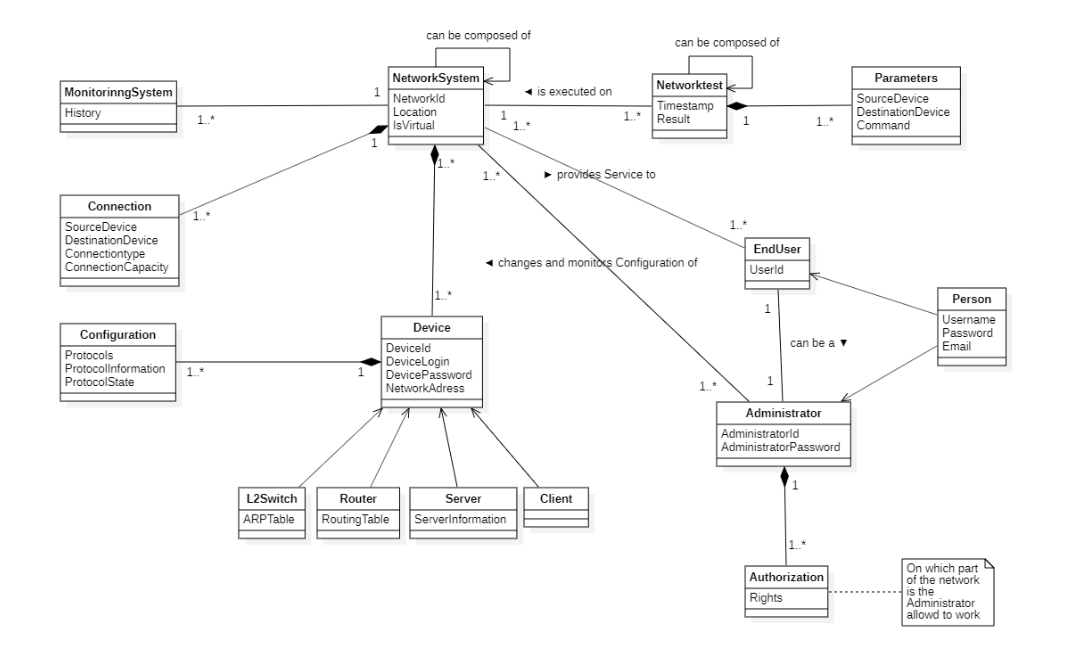 can be composed of
can be composed of
NetworkSystem
NetworkId
Location
IsVirtual
MonitorinngSystem
History
1
1..*
◄ is executed on
1
1..*
Networktest
Timestamp
Result
1
1..*
Parameters
SourceDevice
DestinationDevice
Command
1
1..*
1..*
1..*
1..*
► provides Service to
Connection
SourceDevice
DestinationDevice
Connectiontype
ConnectionCapacity
1..*
1..*
EndUser
UserId
◄ changes and monitors Configuration of
1..*
Device
DeviceId
DeviceLogin
DevicePassword
NetworkAdress
Configuration
Protocols
ProtocolInformation
ProtocolState
1..*
1
Person
Username
Password
Email
1
can be a ▼
1
1..*
Administrator
AdministratorId
AdministratorPassword
L2Switch
ARPTable
Router
RoutingTable
Server
ServerInformation
Client
1
1..*
Authorization
Rights
On which part
of the network
is the
Administrator
allowd to work